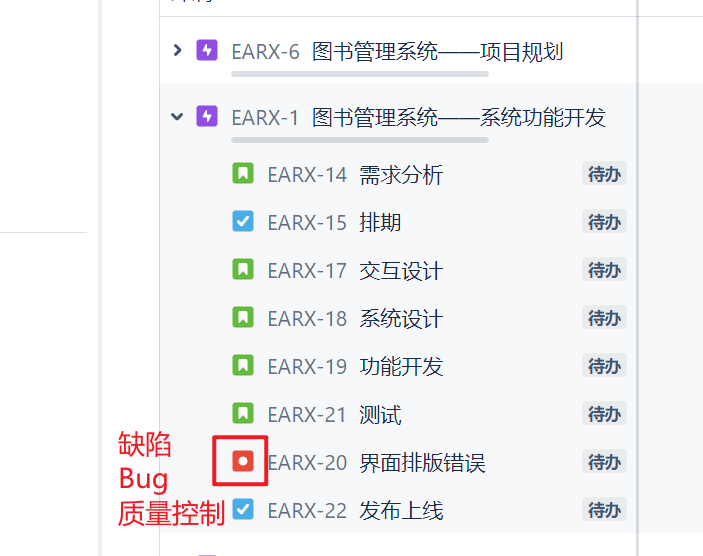 EARX-6 图书管理系统——项目规划
EARX-1 图书管理系统——系统功能开发
EARX-14 需求分析 待办
EARX-15 排期 待办
EARX-17 交互设计 待办
EARX-18 系统设计 待办
EARX-19 功能开发 待办
EARX-21 测试 待办
缺陷
EARX-20 界面排版错误 待办
Bug
质量控制
EARX-22 发布上线 待办